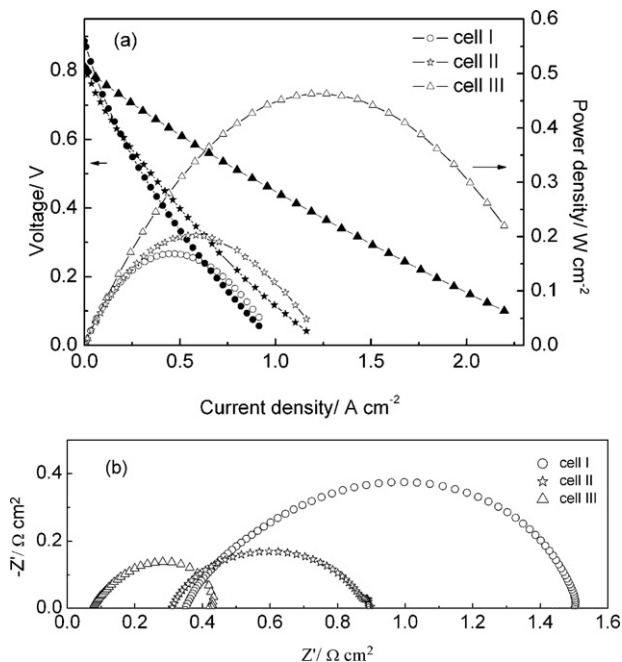 (a)
cell I
cell II
cell III
Voltage/ V
0.8
0.6
0.4
0.2
0.0
Power density/ W cm-2
0.6
0.5
0.4
0.3
0.2
0.1
0.0
0.0 0.5 1.0 1.5 2.0
Current density/ A cm-2
(b)
cell I
cell II
cell III
-Z'/ Ω cm2
0.4
0.2
0.0
0.0 0.2 0.4 0.6 0.8 1.0 1.2 1.4 1.6
Z'/ Ω cm2